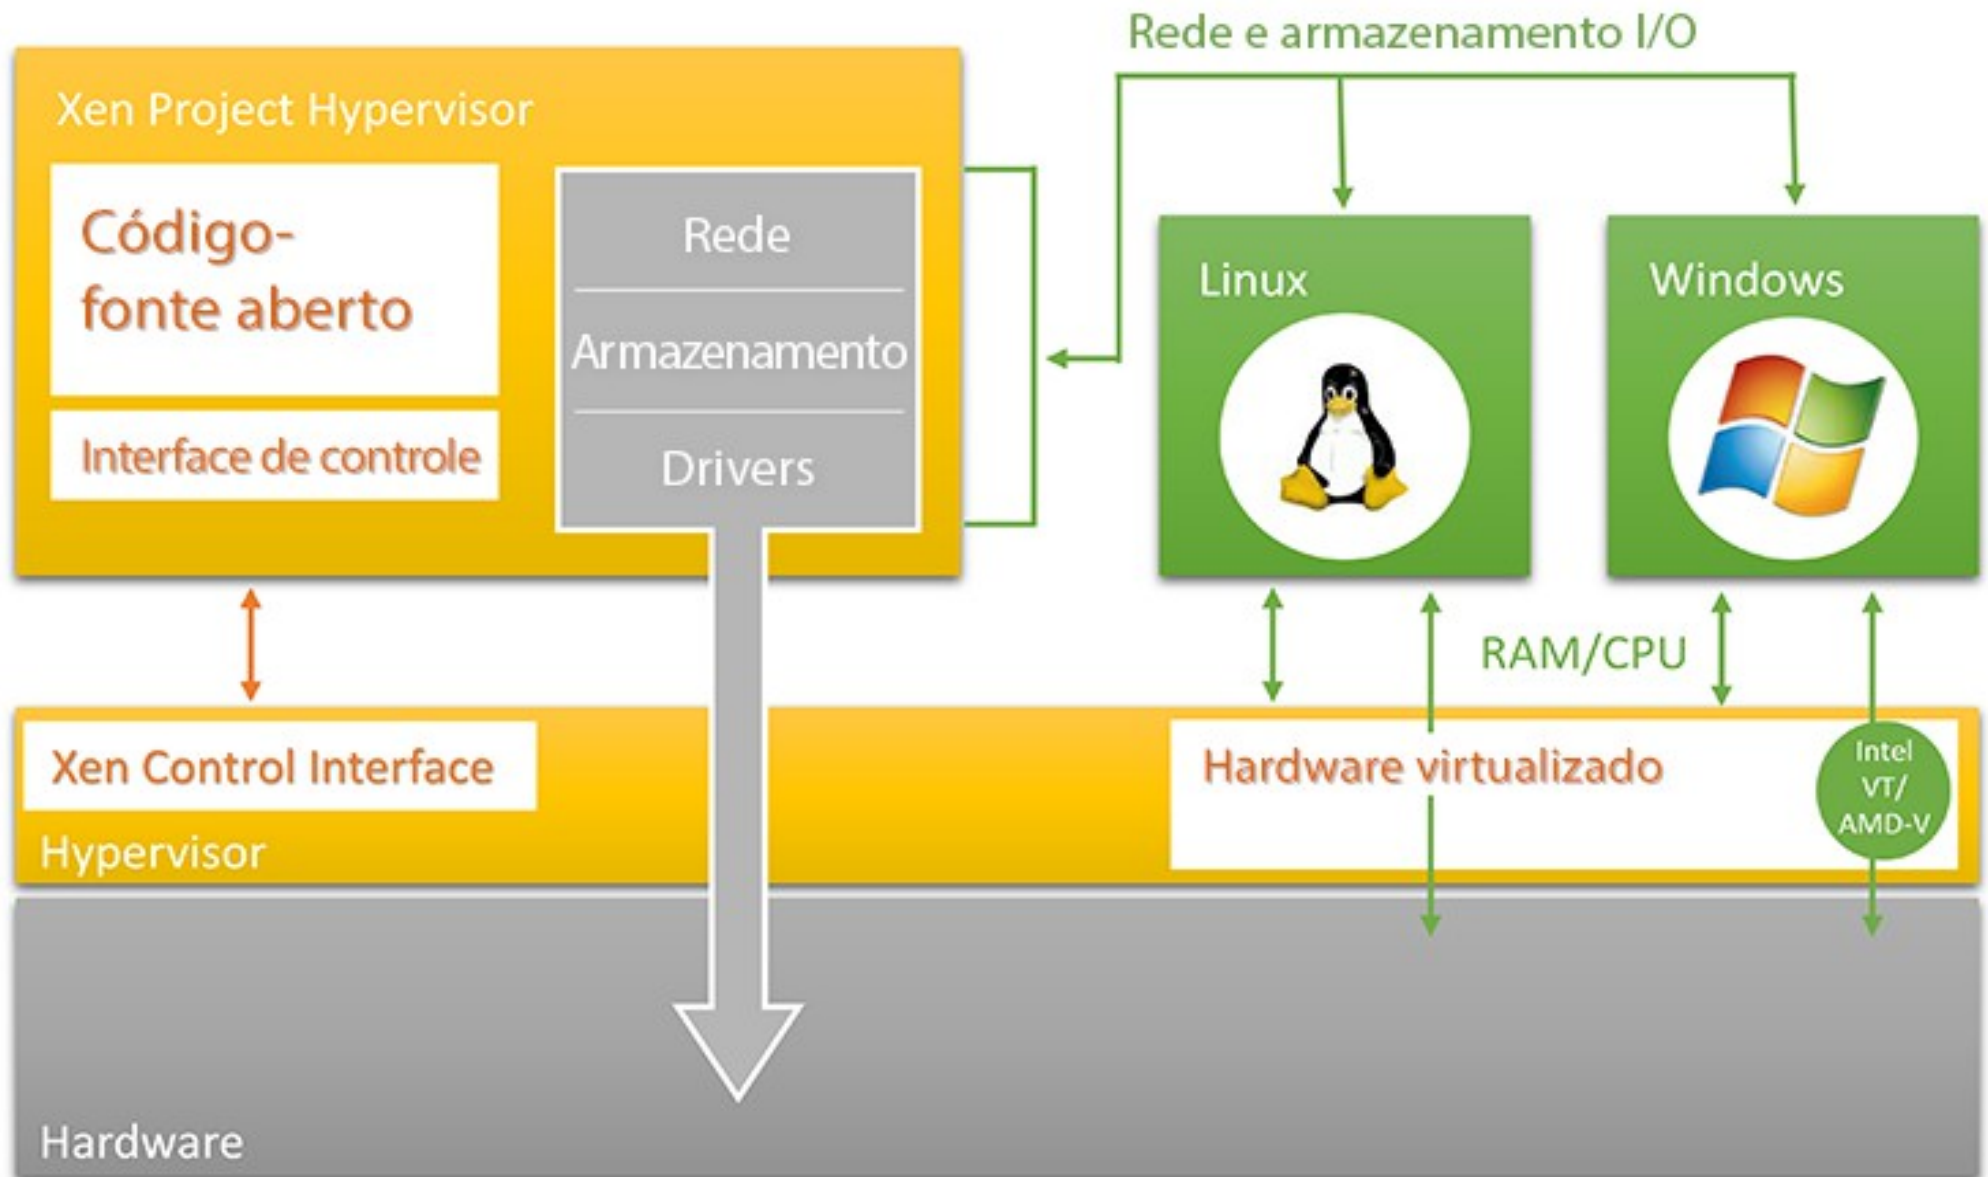 Rede e armazenamento I/O
Xen Project Hypervisor
Código-
fonte aberto
Interface de controle
Rede
Armazenamento
Drivers
Linux
Windows
RAM/CPU
Xen Control Interface
Hypervisor
Hardware virtualizado
Intel
VT/
AMD-V
Hardware